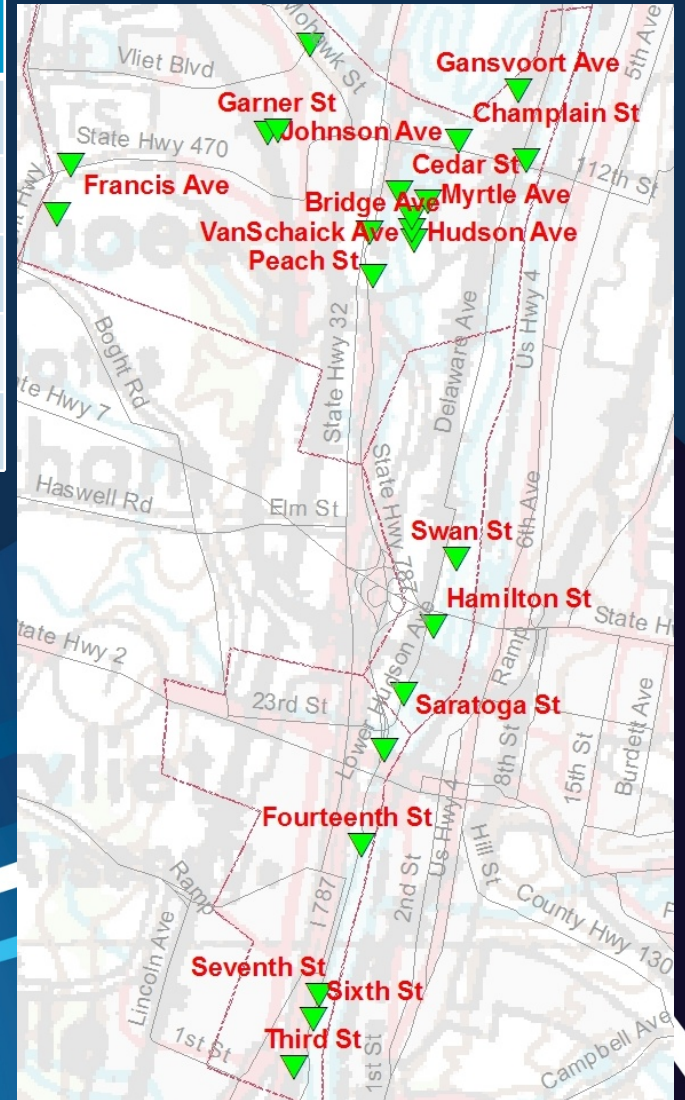 Mohawk St
5th Ave
Vliet Blvd
Gansvoort Ave
Garner St
Champlain St
State Hwy 470
Johnson Ave
Cedar St
112th St
Francis Ave
Bridge Ave
Myrtle Ave
VanSchaick Ave
Hudson Ave
Peach St
Us Hwy 4
Boght Rd
State Hwy 32
Delaware Ave
te Hwy 7
Haswell Rd
Elm St
State Hwy 787
6th Ave
Swan St
Hamilton St
State H
tate Hwy 2
Lower Hudson Ave
Ramp
23rd St
Saratoga St
8th St
15th St
Burdett Ave
Fourteenth St
Us Hwy 4
Hill St
2nd St
Ramp
I 787
County Hwy 130
Lincoln Ave
Seventh St
Sixth St
1st St
Third St
1st St
Campbell Ave